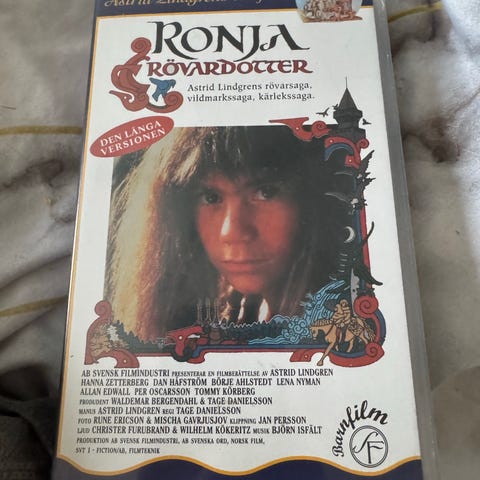 Astrid Lindgrens
RONJA
RÖVARDOTTER
Astrid Lindgrens rövarsaga,
vildmarkssaga, kärlekssaga.
DEN LÅNGA
VERSIONEN
AB SVENSK FILMINDUSTRI PRESENTERAR EN FILMBERÄTTELSE AV ASTRID LINDGREN
HANNA ZETTERBERG DAN HÅFSTRÖM BÖRJE AHLSTEDT LENA NYMAN
ALLAN EDWALL PER OSCARSSON TOMMY KÖRBERG
PRODUCENT WALDEMAR BERGENDAHL & TAGE DANIELSSON
MANUS ASTRID LINDGREN REGI TAGE DANIELSSON
FOTO RUNE ERICSON & MISCHA GAVRJUSJOV KLIPPNING JAN PERSSON
LJUD CHRISTER FURUBRAND & WILHELM KÖKERITZ MUSIK BJÖRN ISFÄLT
PRODUKTION AB SVENSK FILMINDUSTRI, AB SVENSKA ORD, NORSK FILM,
SVT 1 - FICTION/AB, FILMTEKNIK
Barnfilm
SF